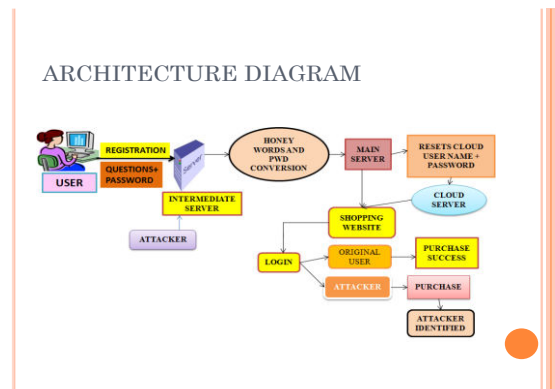 ARCHITECTURE DIAGRAM
REGISTRATION
QUESTIONS+
PASSWORD
USER
Server
INTERMEDIATE
SERVER
ATTACKER
HONEY
WORDS AND
PWD
CONVERSION
MAIN
SERVER
RESETS CLOUD
USER NAME +
PASSWORD
CLOUD
SERVER
SHOPPING
WEBSITE
LOGIN
ORIGINAL
USER
PURCHASE
SUCCESS
ATTACKER
PURCHASE
ATTACKER
IDENTIFIED